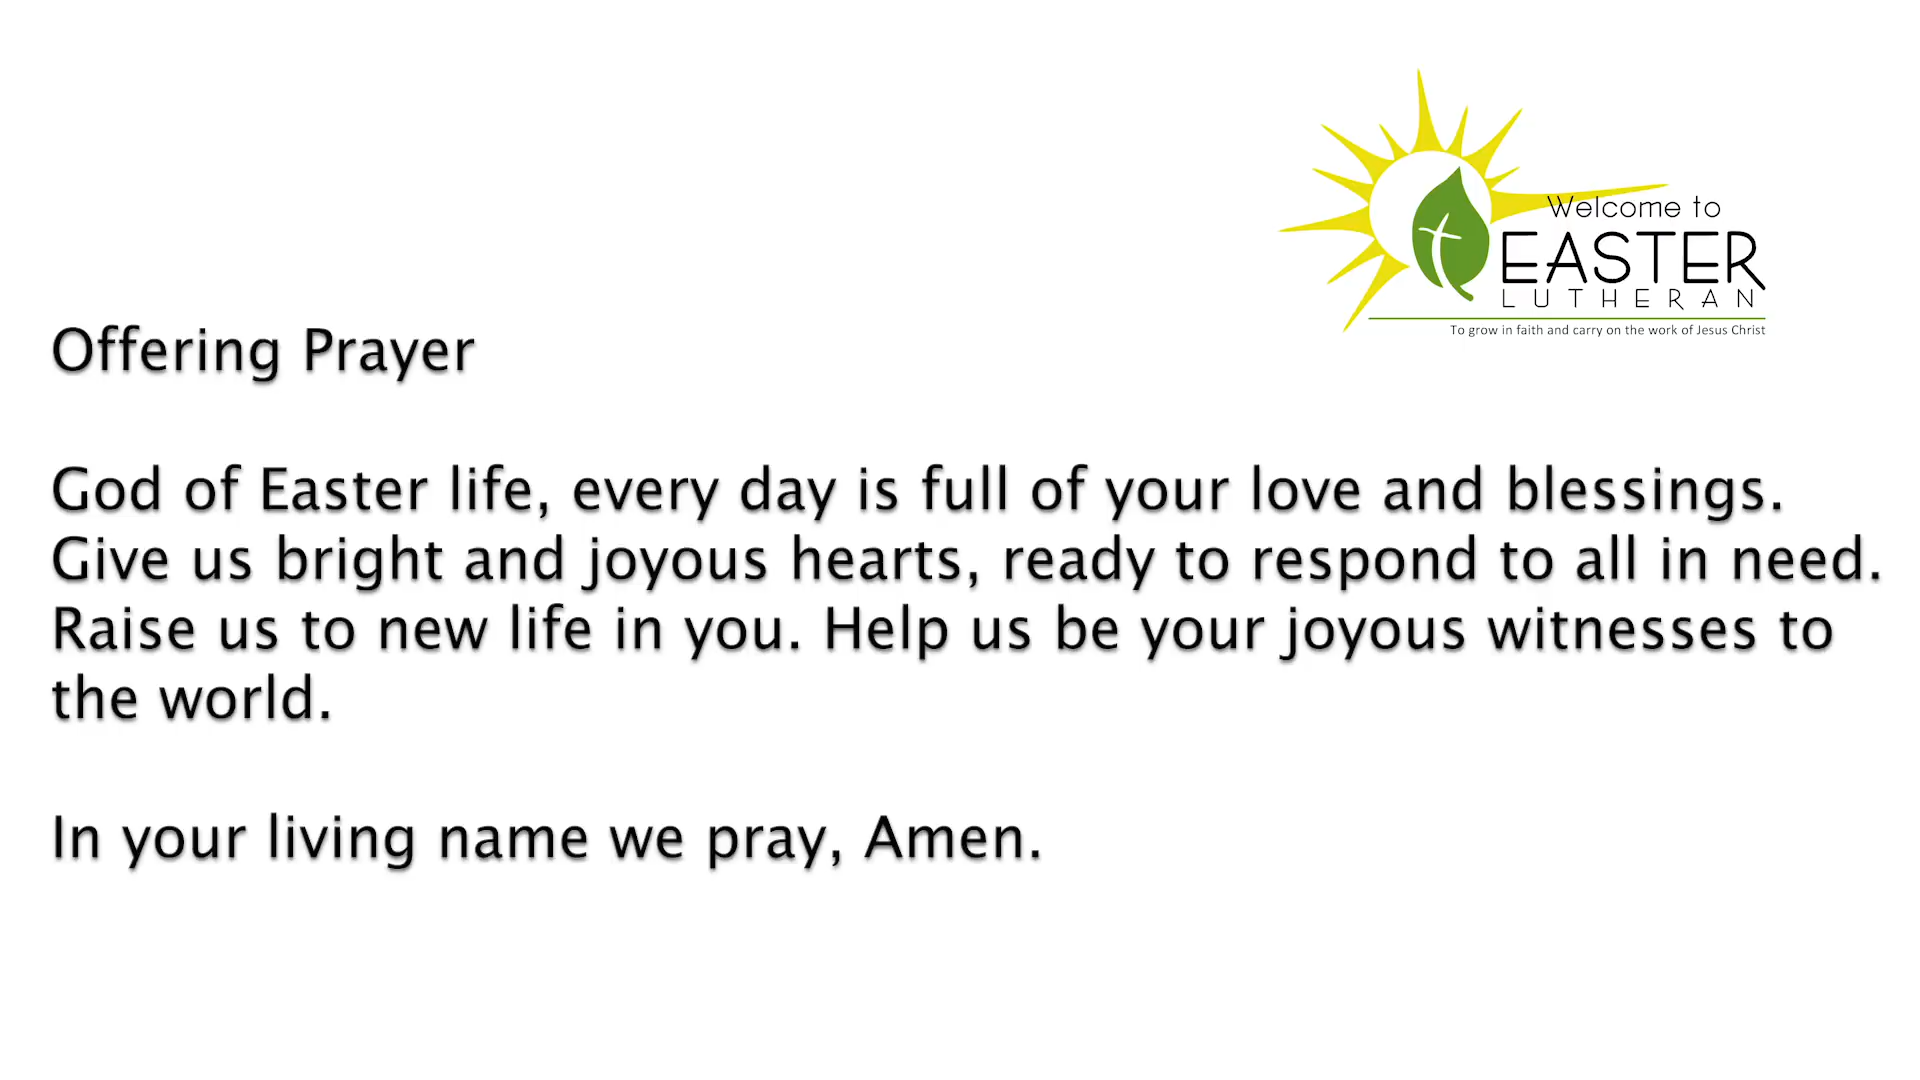 Welcome to
EASTER
LUTHERAN
To grow in faith and carry on the work of Jesus Christ
Offering Prayer
God of Easter life, every day is full of your love and blessings.
Give us bright and joyous hearts, ready to respond to all in need.
Raise us to new life in you. Help us be your joyous witnesses to
the world.
In your living name we pray, Amen.